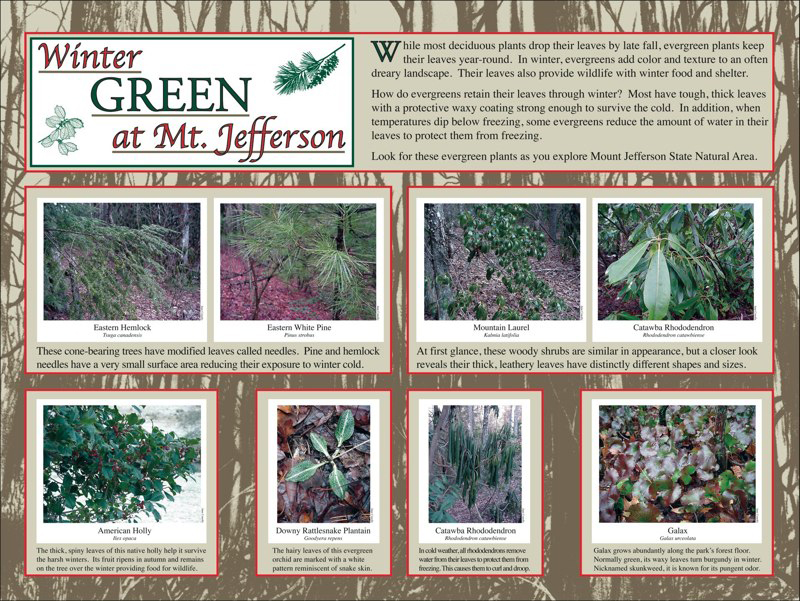 Winter
GREEN
at Mt. Jefferson
While most deciduous plants drop their leaves by late fall, evergreen plants keep
their leaves year-round. In winter, evergreens add color and texture to an often
dreary landscape. Their leaves also provide wildlife with winter food and shelter.
How do evergreens retain their leaves through winter? Most have tough, thick leaves
with a protective waxy coating strong enough to survive the cold. In addition, when
temperatures dip below freezing, some evergreens reduce the amount of water in their
leaves to protect them from freezing.
Look for these evergreen plants as you explore Mount Jefferson State Natural Area.
Eastern Hemlock
Tsuga canadensis
Eastern White Pine
Pinus strobus
These cone-bearing trees have modified leaves called needles. Pine and hemlock
needles have a very small surface area reducing their exposure to winter cold.
Mountain Laurel
Kalmia latifolia
Catawba Rhododendron
Rhododendron catawbiense
At first glance, these woody shrubs are similar in appearance, but a closer look
reveals their thick, leathery leaves have distinctly different shapes and sizes.
American Holly
Ilex opaca
The thick, spiny leaves of this native holly help it survive
the harsh winters. Its fruit ripens in autumn and remains
on the tree over the winter providing food for wildlife.
Downy Rattlesnake Plantain
Goodyera repens
The hairy leaves of this evergreen
orchid are marked with a white
pattern reminiscent of snake skin.
Catawba Rhododendron
Rhododendron catawbiense
In cold weather, all rhododendrons remove
water from their leaves to protect them from
freezing. This causes them to curl and droop.
Galax
Galax urceolata
Galax grows abundantly along the park's forest floor.
Normally green, its waxy leaves turn burgundy in winter.
Nicknamed skunkweed, it is known for its pungent odor.